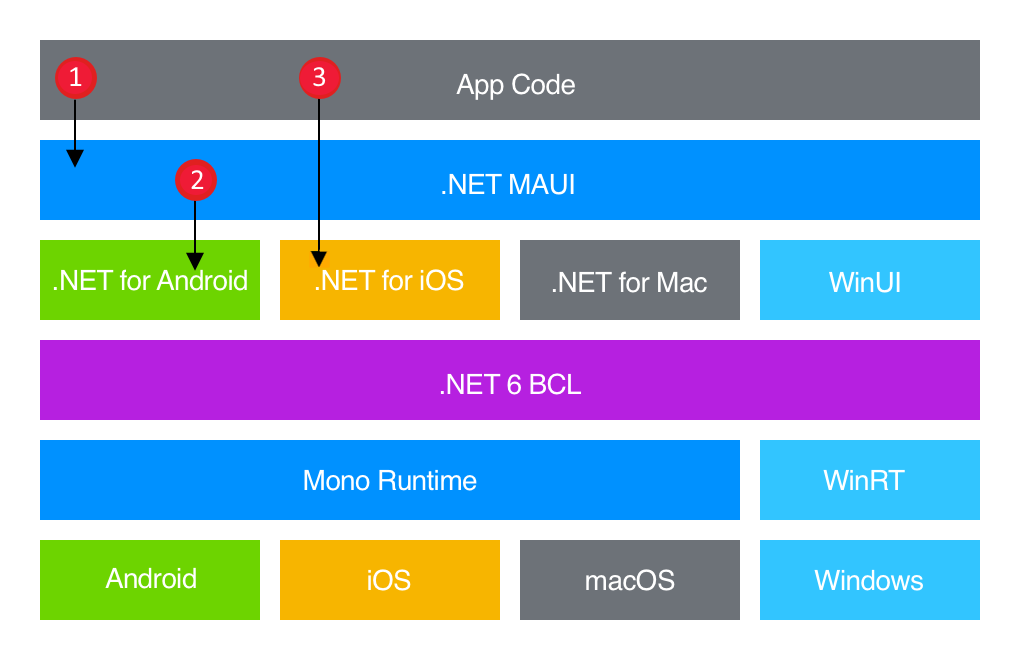 1
3
App Code
2
.NET MAUI
.NET for Android
.NET for iOS
.NET for Mac
WinUI
.NET 6 BCL
Mono Runtime
WinRT
Android
iOS
macOS
Windows